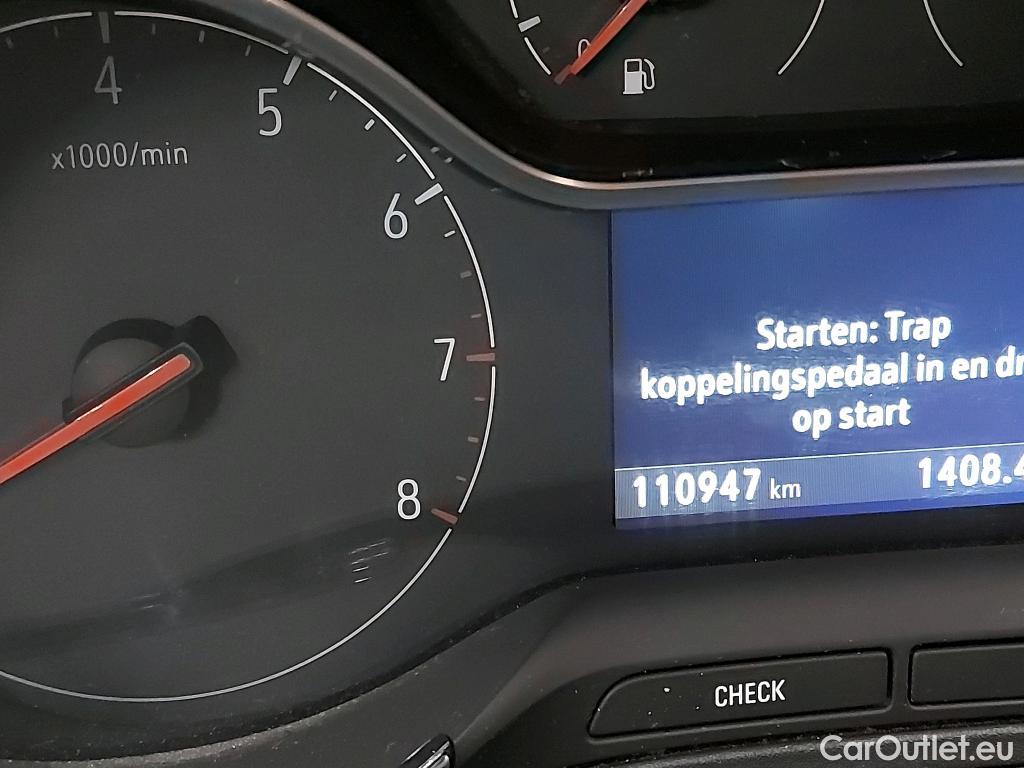 0
4
5
x1000/min
6
7
8
Starten: Trap
koppelingspedaal in en dr
op start
110947 km
1408.4
CHECK
CarOutlet.eu